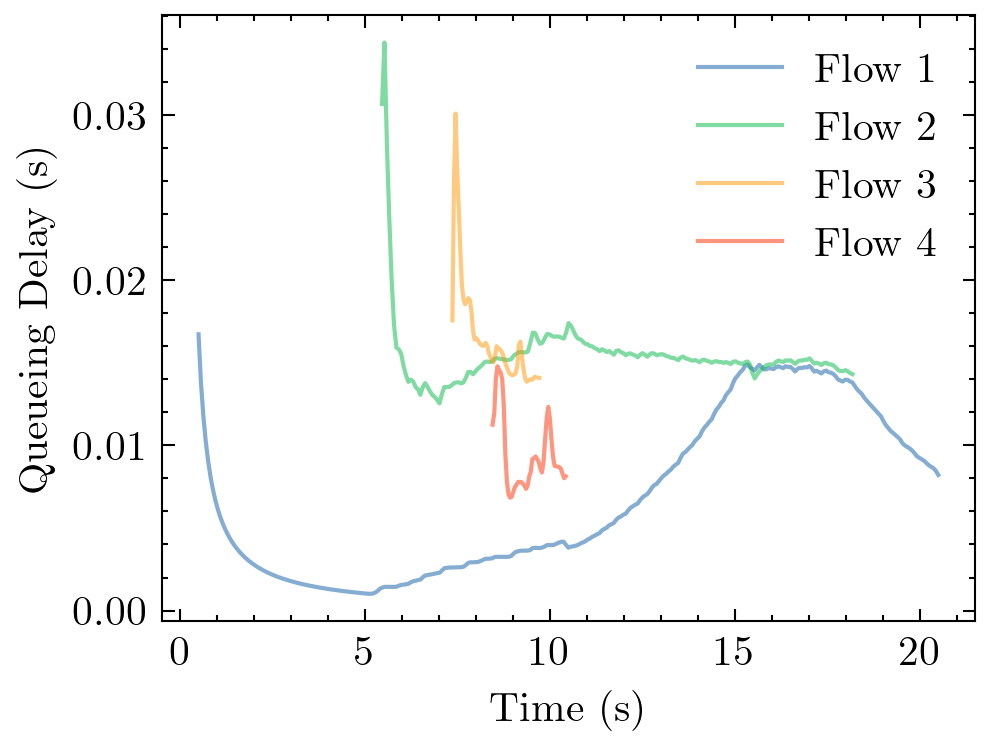 Queueing Delay (s)
0.03
0.02
0.01
0.00
Flow 1
Flow 2
Flow 3
Flow 4
0 5 10 15 20
Time (s)